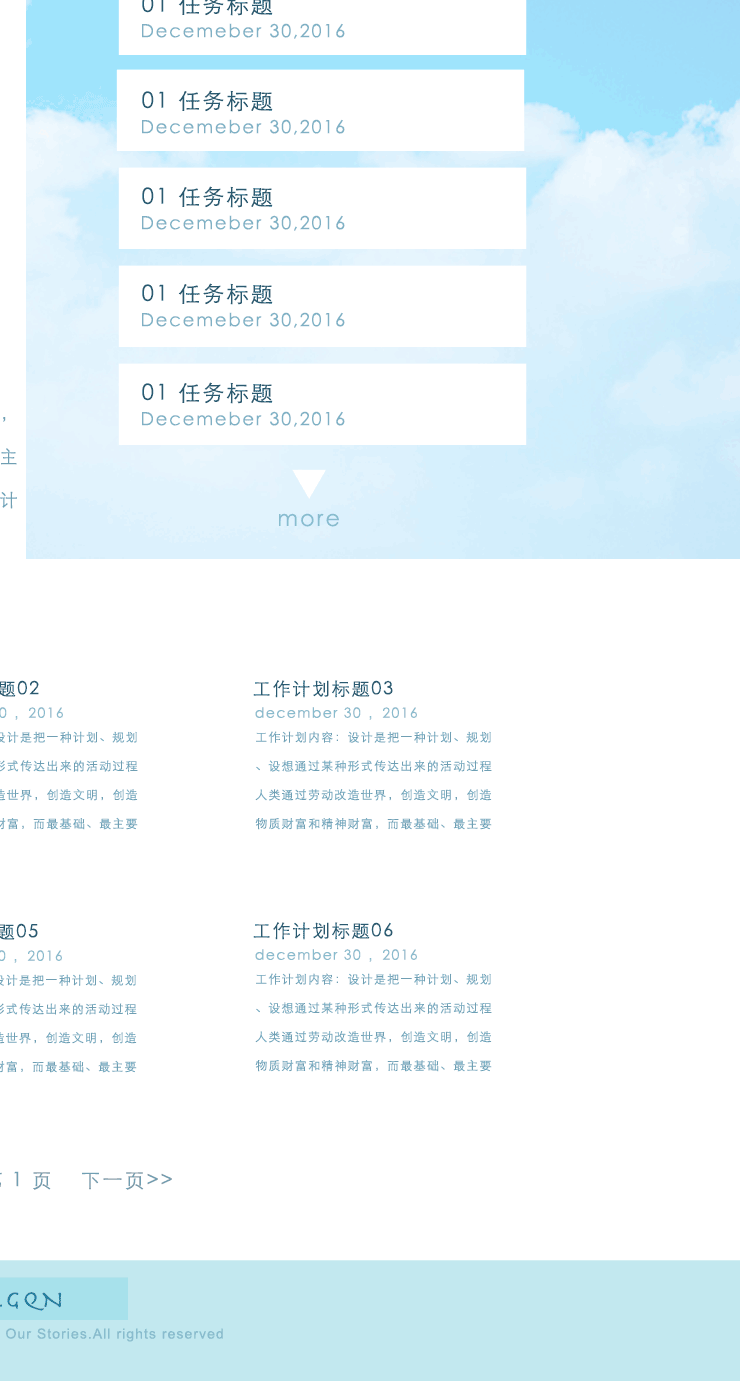 01 任务标题
Decemeber 30,2016
01 任务标题
Decemeber 30,2016
01 任务标题
Decemeber 30,2016
01 任务标题
Decemeber 30,2016
01 任务标题
Decemeber 30,2016
，
主
计
more
题02
0 ，2016
设计是把一种计划、规划
形式传达出来的活动过程
造世界，创造文明，创造
财富，而最基础、最主要
工作计划标题03
december 30 ，2016
工作计划内容：设计是把一种计划、规划
、设想通过某种形式传达出来的活动过程
人类通过劳动改造世界，创造文明，创造
物质财富和精神财富，而最基础、最主要
题05
0 ，2016
设计是把一种计划、规划
形式传达出来的活动过程
造世界，创造文明，创造
财富，而最基础、最主要
工作计划标题06
december 30 ，2016
工作计划内容：设计是把一种计划、规划
、设想通过某种形式传达出来的活动过程
人类通过劳动改造世界，创造文明，创造
物质财富和精神财富，而最基础、最主要
1 页 下一页>>
GQN
Our Stories.All rights reserved